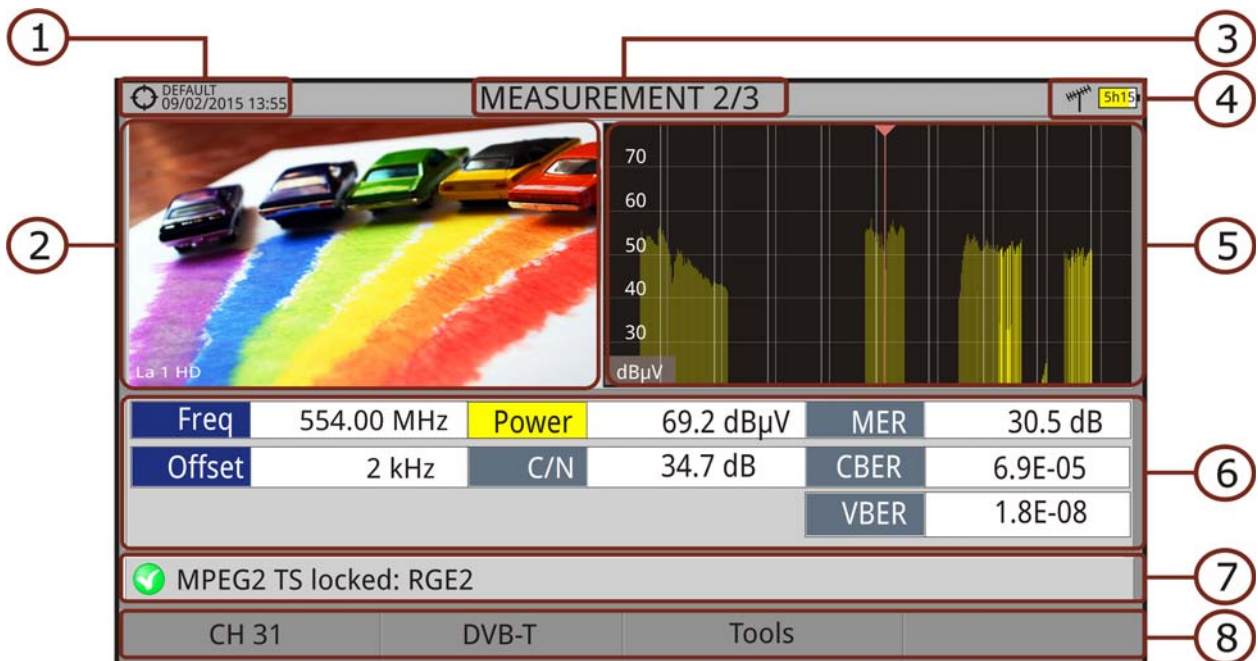 1
3
DEFAULT
09/02/2015 13:55
MEASUREMENT 2/3
5h15
4
70
60
50
40
30
2
5
La 1 HD
dBµV
Freq 554.00 MHz Power 69.2 dBµV MER 30.5 dB
Offset 2 kHz C/N 34.7 dB CBER 6.9E-05
6
VBER 1.8E-08
MPEG2 TS locked: RGE2
7
CH 31 DVB-T Tools
8